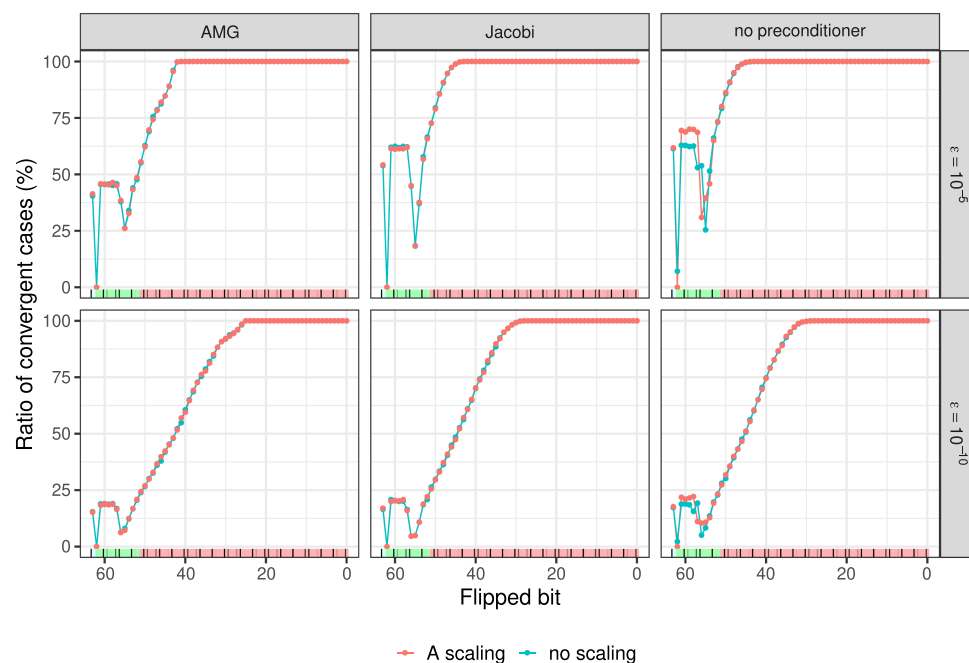 AMG Jacobi no preconditioner
100
75
50
25
0
ε = 10⁻⁵
100
75
50
25
0
ε = 10⁻¹⁰
60 40 20 0 60 40 20 0 60 40 20 0
Ratio of convergent cases (%)
Flipped bit
A scaling no scaling